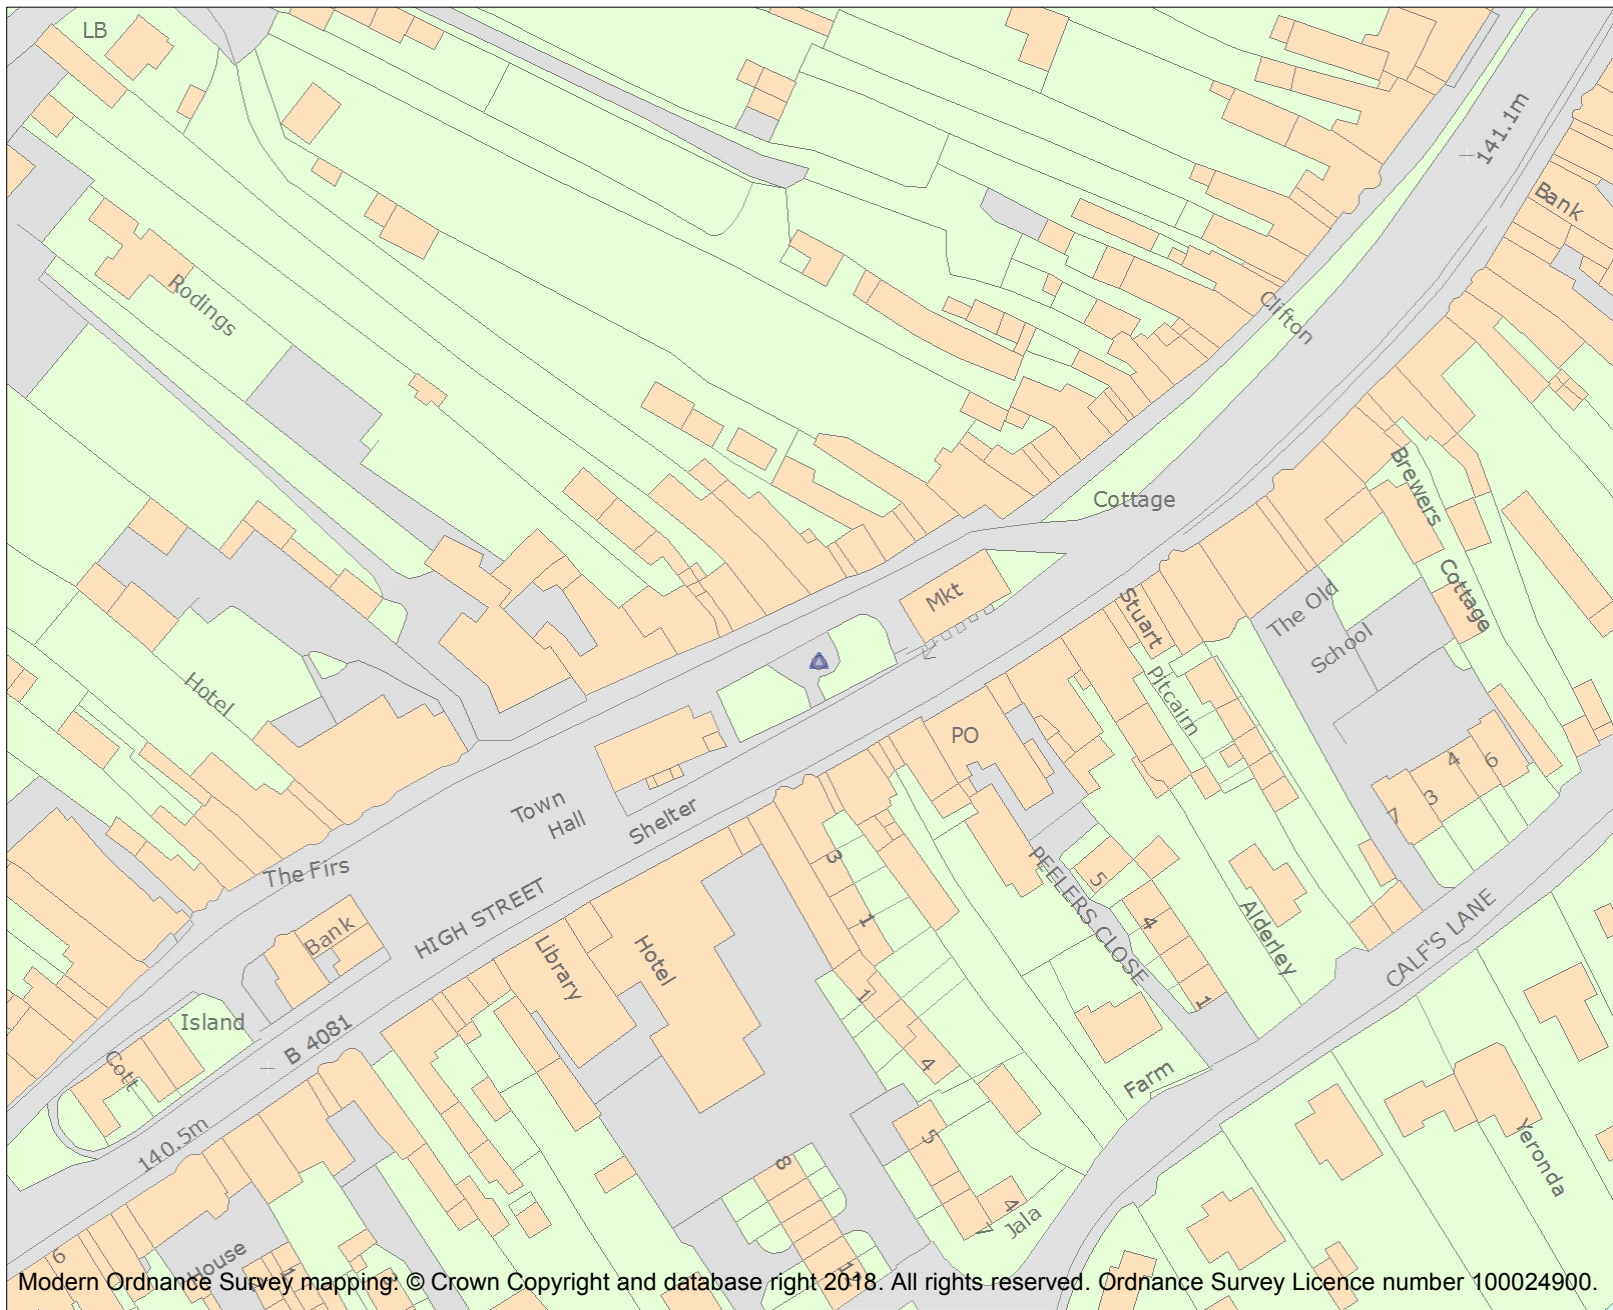 LB
141.1m
Bank
Rodings
Clifton
Cottage
Brewers
Cottage
Mkt
Stuart
The Old
School
Pitcairn
Hotel
PO
Town
Hall
Shelter
4
6
3
7
The Firs
3
1
PEELERS CLOSE
5
4
1
Alderley
CALF'S LANE
HIGH STREET
Bank
Library
Hotel
1
4
Island
B 4081
Cott
Farm
140.5m
5
8
4
7
Jala
Yeronda
6
House
1
Modern Ordnance Survey mapping: © Crown Copyright and database right 2018. All rights reserved. Ordnance Survey Licence number 100024900.